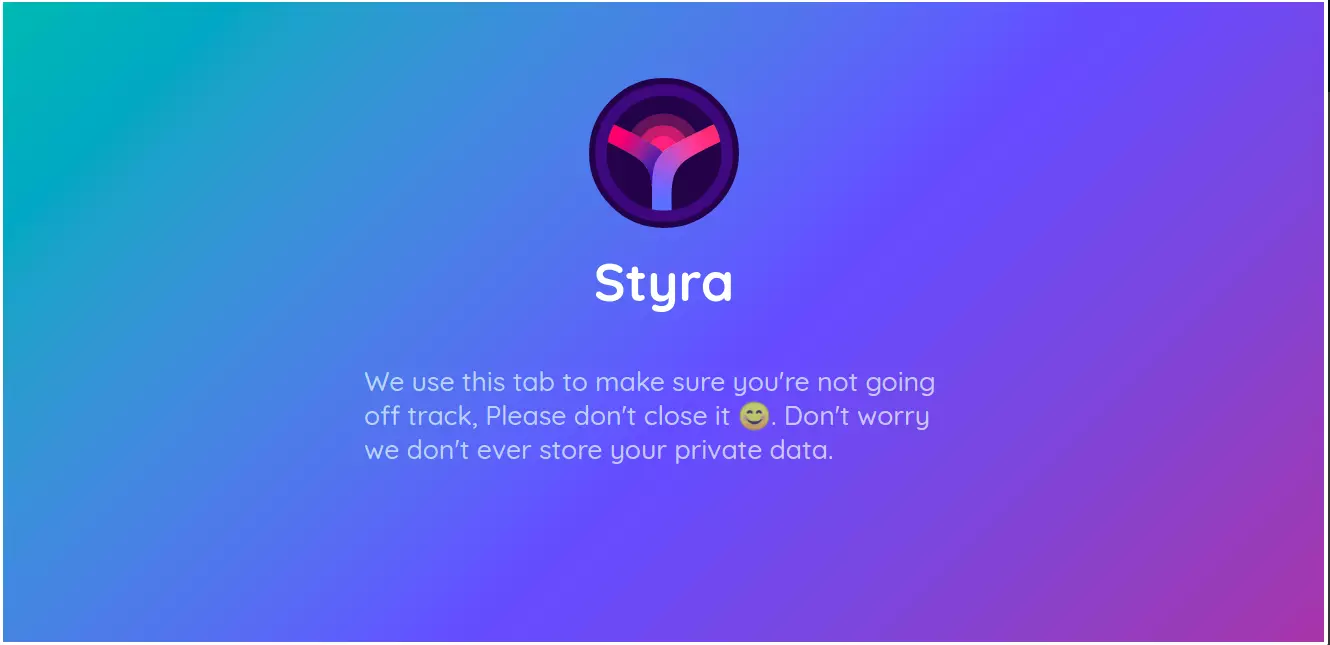 Styra
We use this tab to make sure you're not going
off track, Please don't close it 😊. Don't worry
we don't ever store your private data.